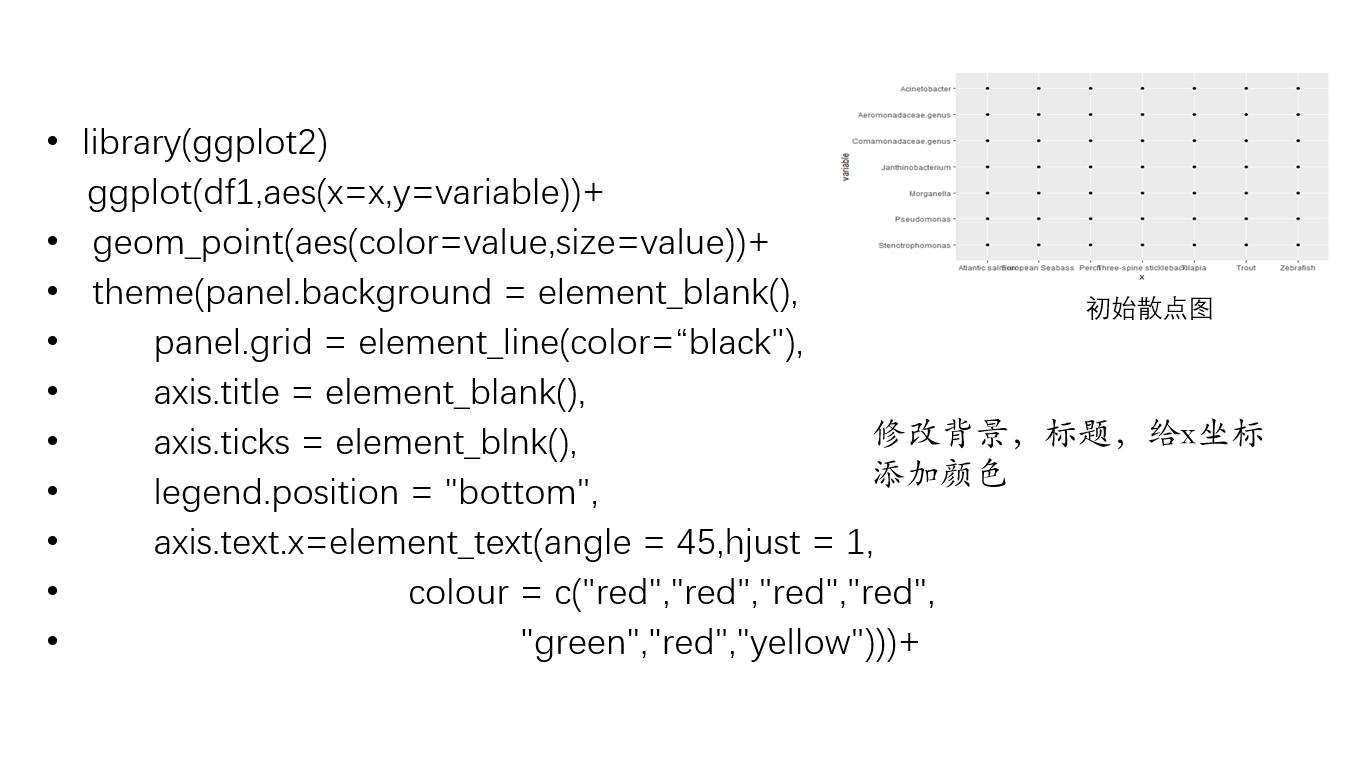 • library(ggplot2)
ggplot(df1,aes(x=x,y=variable))+
• geom_point(aes(color=value,size=value))+
• theme(panel.background = element_blank(),
• panel.grid = element_line(color=“black"),
• axis.title = element_blank(),
• axis.ticks = element_blnk(),
• legend.position = "bottom",
• axis.text.x=element_text(angle = 45,hjust = 1,
• colour = c("red","red","red","red",
• "green","red","yellow")))+
variable
Acinetobacter
Aeromonadaceae.genus
Comamonadaceae.genus
Janthinobacterium
Morganella
Pseudomonas
Stenotrophomonas
Atlantic salmon European Seabass Perch Three-spine stickleback Tilapia Trout Zebrafish
x
初始散点图
修改背景，标题，给x坐标
添加颜色